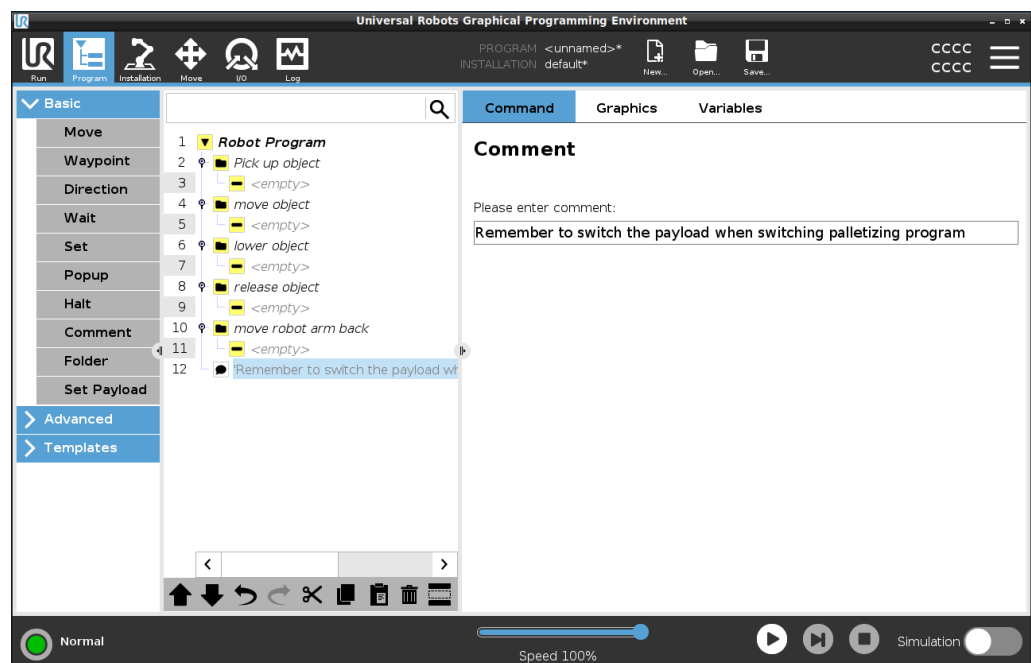 Universal Robots Graphical Programming Environment
UR
Run
Program
Installation
Move
I/O
Log
PROGRAM <unnamed>*
INSTALLATION default*
New...
Open...
Save...
CCCC
CCCC
Basic
Move
Waypoint
Direction
Wait
Set
Popup
Halt
Comment
Folder
Set Payload
Advanced
Templates
1 Robot Program
2 Pick up object
3 <empty>
4 move object
5 <empty>
6 lower object
7 <empty>
8 release object
9 <empty>
10 move robot arm back
11 <empty>
12 'Remember to switch the payload wh
Command Graphics Variables
Comment
Please enter comment:
Remember to switch the payload when switching palletizing program
Normal
Speed 100%
Simulation